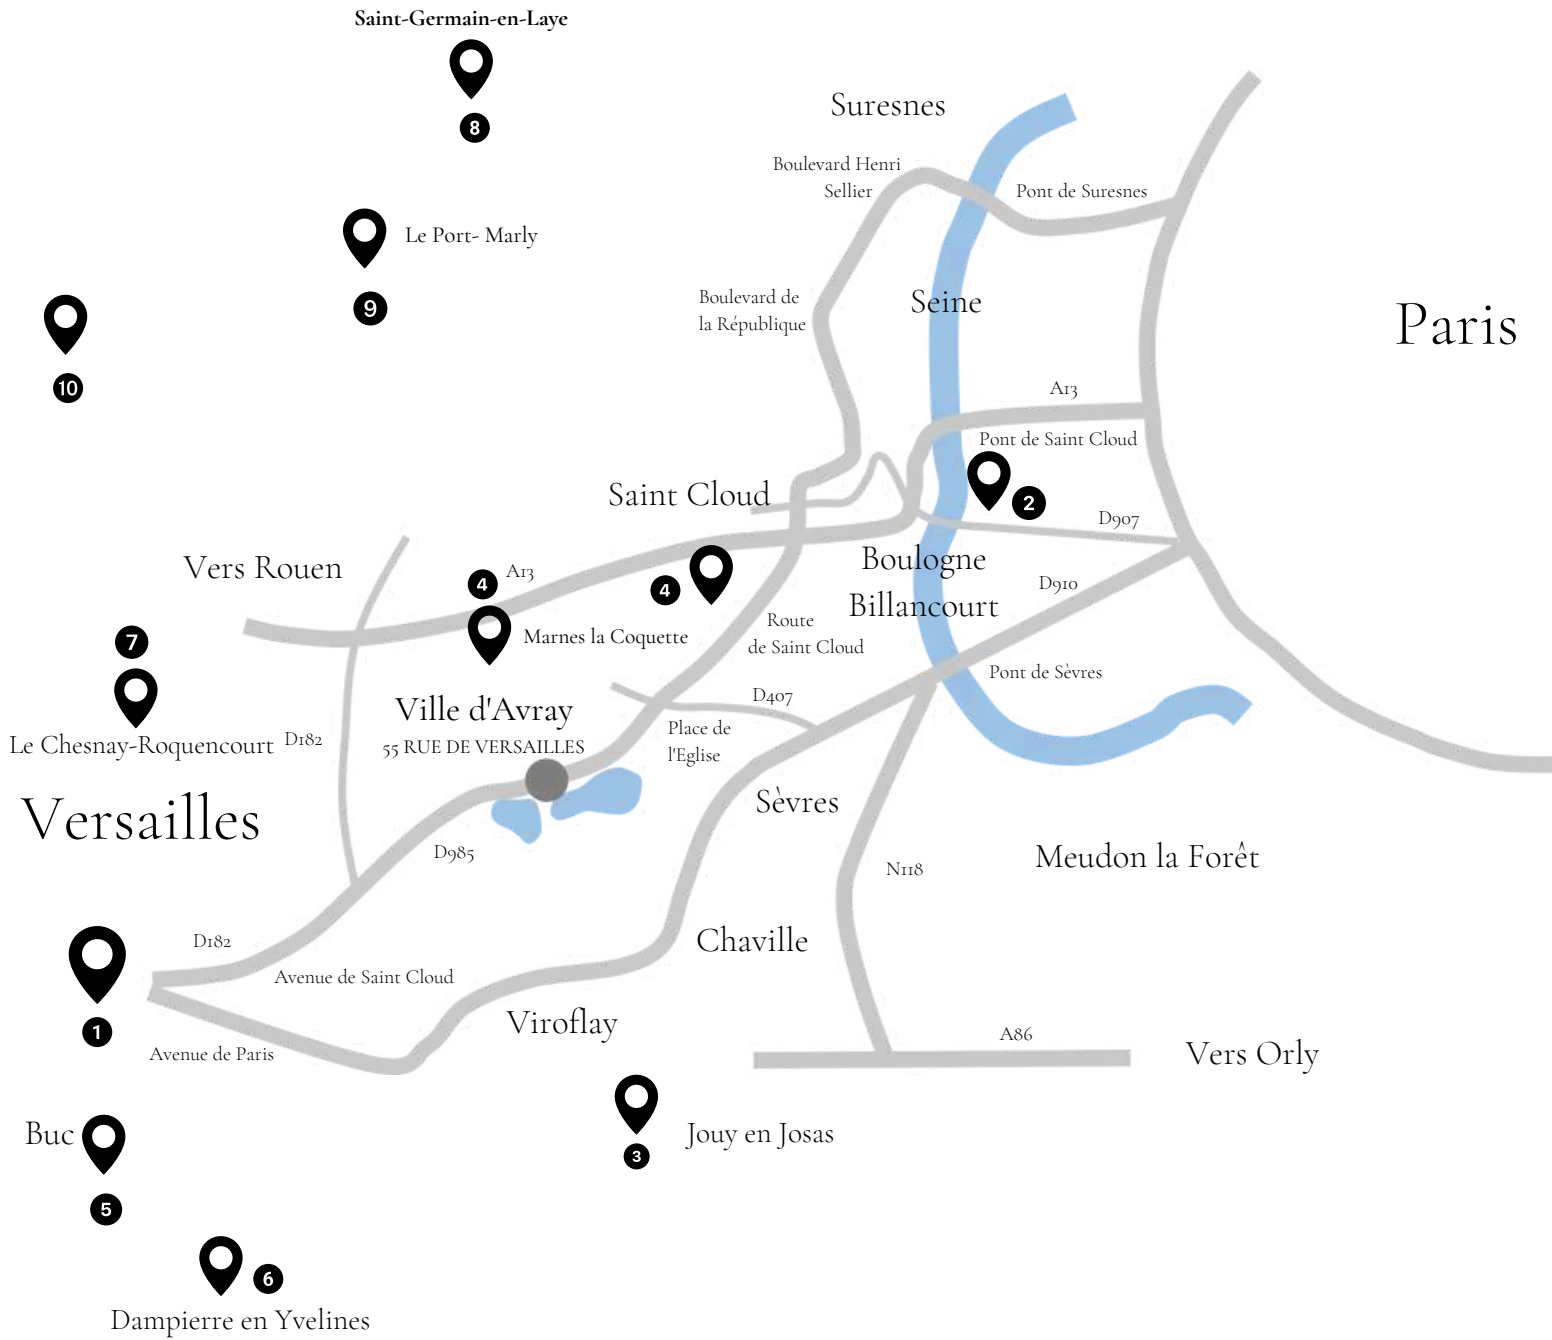 Saint-Germain-en-Laye
8
Suresnes
Boulevard Henri
Sellier
Pont de Suresnes
Le Port- Marly
9
Boulevard de
la République
Seine
Paris
10
A13
Pont de Saint Cloud
2
Saint Cloud
D907
Vers Rouen
4
A13
4
Boulogne
Billancourt
D910
Marnes la Coquette
Route
de Saint Cloud
7
Pont de Sèvres
D407
Ville d'Avray
55 RUE DE VERSAILLES
Place de
l'Eglise
Le Chesnay-Roquencourt
D182
Versailles
Sèvres
D985
N118
Meudon la Forêt
D182
Avenue de Saint Cloud
Chaville
1
Avenue de Paris
Viroflay
A86
Vers Orly
Buc
5
Jouy en Josas
3
6
Dampierre en Yvelines